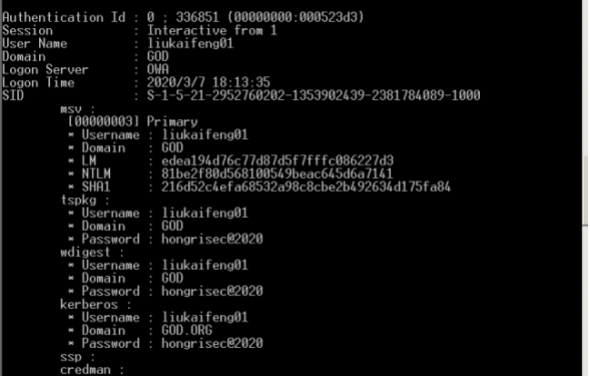 Authentication Id : 0 ; 336851 (00000000:000523d3)
Session : Interactive from 1
User Name : liukaifeng01
Domain : GOD
Logon Server : OWA
Logon Time : 2020/3/7 18:13:35
SID : S-1-5-21-2952760202-1353902439-2381784089-1000
msv :
[00000003] Primary
* Username : liukaifeng01
* Domain : GOD
* LM : edea194d76c77d87d5f7fffc086227d3
* NTLM : 81be2f80d568100549beac645d6a7141
* SHA1 : 216d52c4efa68532a98c8cbe2b492634d175fa84
tspkg :
* Username : liukaifeng01
* Domain : GOD
* Password : hongrisec@2020
wdigest :
* Username : liukaifeng01
* Domain : GOD
* Password : hongrisec@2020
kerberos :
* Username : liukaifeng01
* Domain : GOD.ORG
* Password : hongrisec@2020
ssp :
credman :